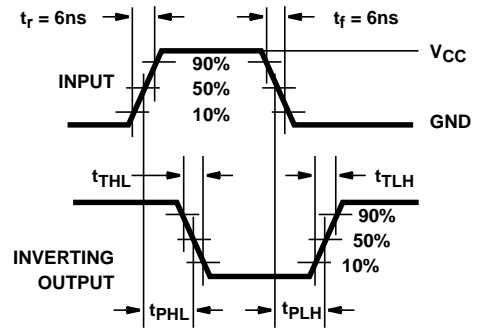 tr = 6ns
tf = 6ns
VCC
90%
INPUT
50%
10%
GND
tTHL
tTLH
90%
50%
INVERTING
OUTPUT
10%
tPHL
tPLH